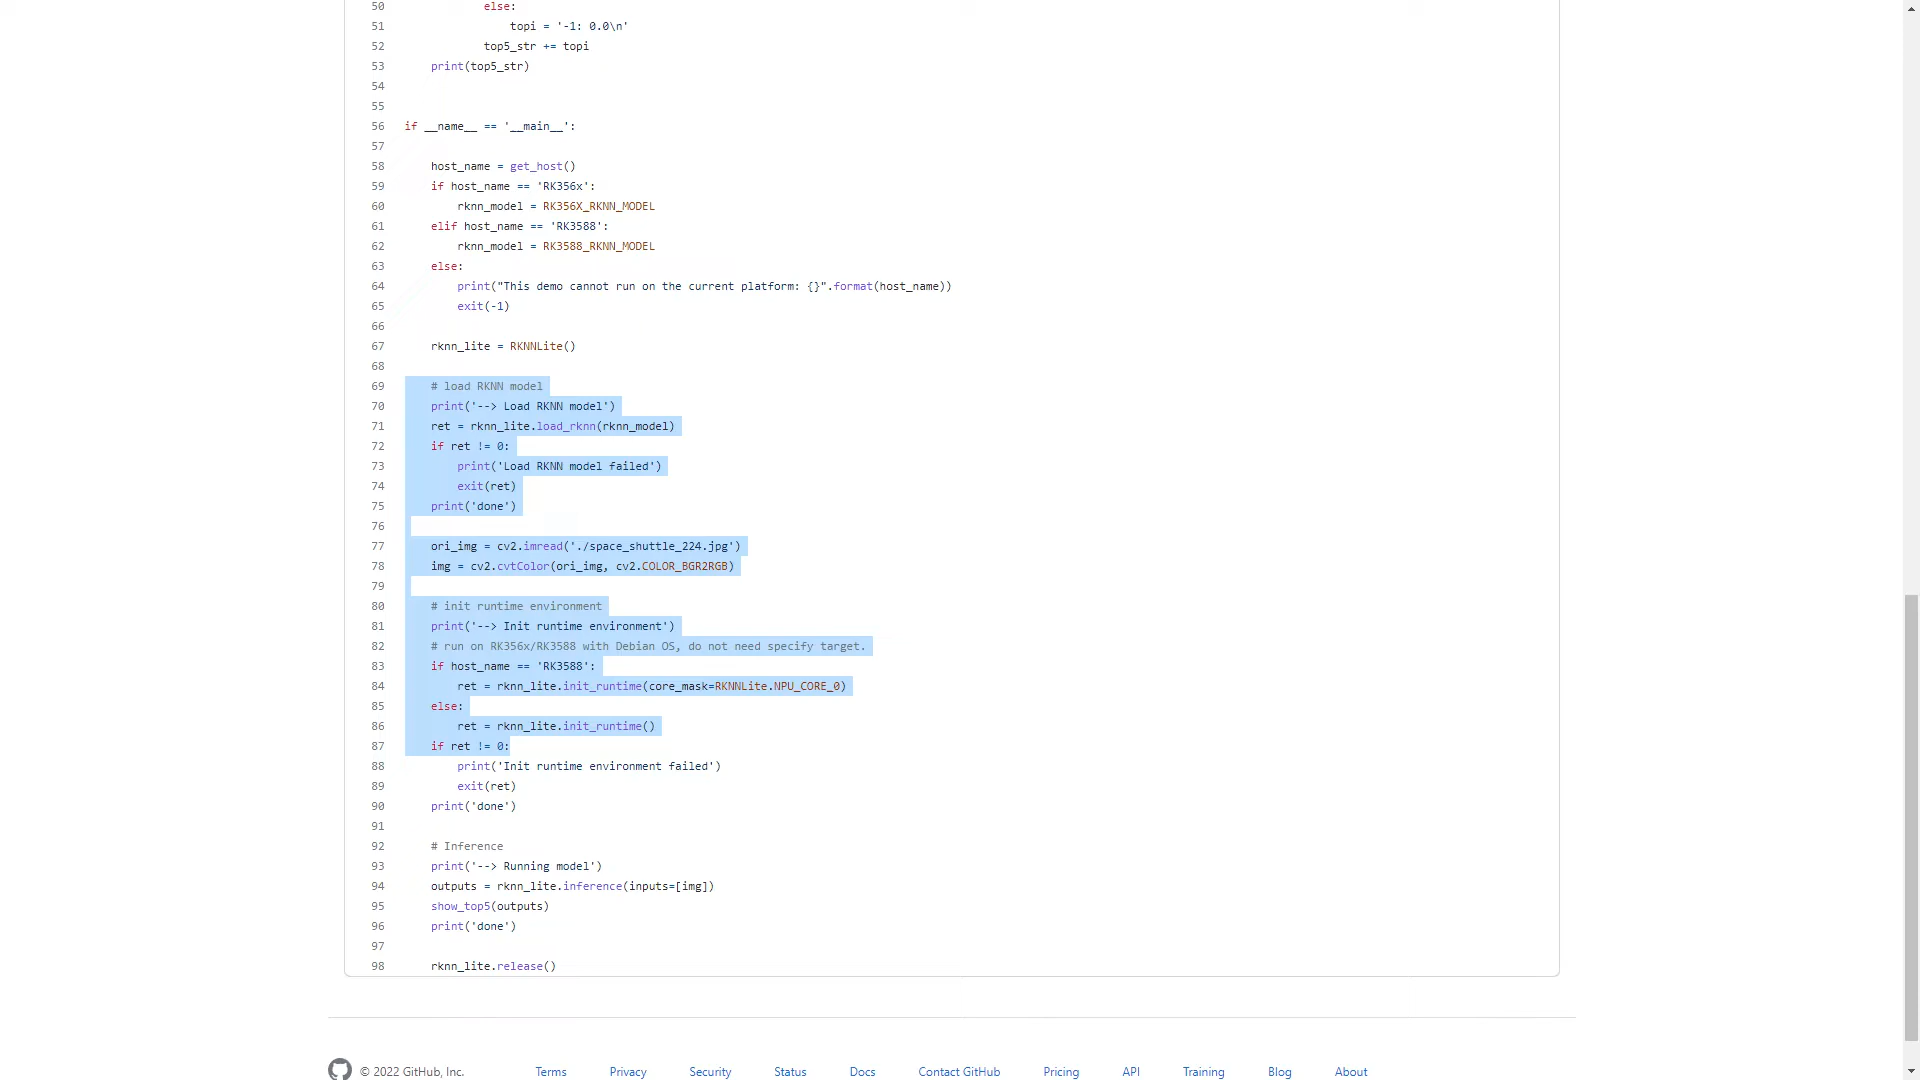 50 else:
51 topi = '-1: 0.0\n'
52 top5_str += topi
53 print(top5_str)
54
55
56 if __name__ == '__main__':
57
58 host_name = get_host()
59 if host_name == 'RK356x':
60 rknn_model = RK356X_RKNN_MODEL
61 elif host_name == 'RK3588':
62 rknn_model = RK3588_RKNN_MODEL
63 else:
64 print("This demo cannot run on the current platform: {}".format(host_name))
65 exit(-1)
66
67 rknn_lite = RKNNLite()
68
69 # load RKNN model
70 print('--> Load RKNN model')
71 ret = rknn_lite.load_rknn(rknn_model)
72 if ret != 0:
73 print('Load RKNN model failed')
74 exit(ret)
75 print('done')
76
77 ori_img = cv2.imread('./space_shuttle_224.jpg')
78 img = cv2.cvtColor(ori_img, cv2.COLOR_BGR2RGB)
79
80 # init runtime environment
81 print('--> Init runtime environment')
82 # run on RK356x/RK3588 with Debian OS, do not need specify target.
83 if host_name == 'RK3588':
84 ret = rknn_lite.init_runtime(core_mask=RKNNLite.NPU_CORE_0)
85 else:
86 ret = rknn_lite.init_runtime()
87 if ret != 0:
88 print('Init runtime environment failed')
89 exit(ret)
90 print('done')
91
92 # Inference
93 print('--> Running model')
94 outputs = rknn_lite.inference(inputs=[img])
95 show_top5(outputs)
96 print('done')
97
98 rknn_lite.release()
© 2022 GitHub, Inc. Terms Privacy Security Status Docs Contact GitHub Pricing API Training Blog About